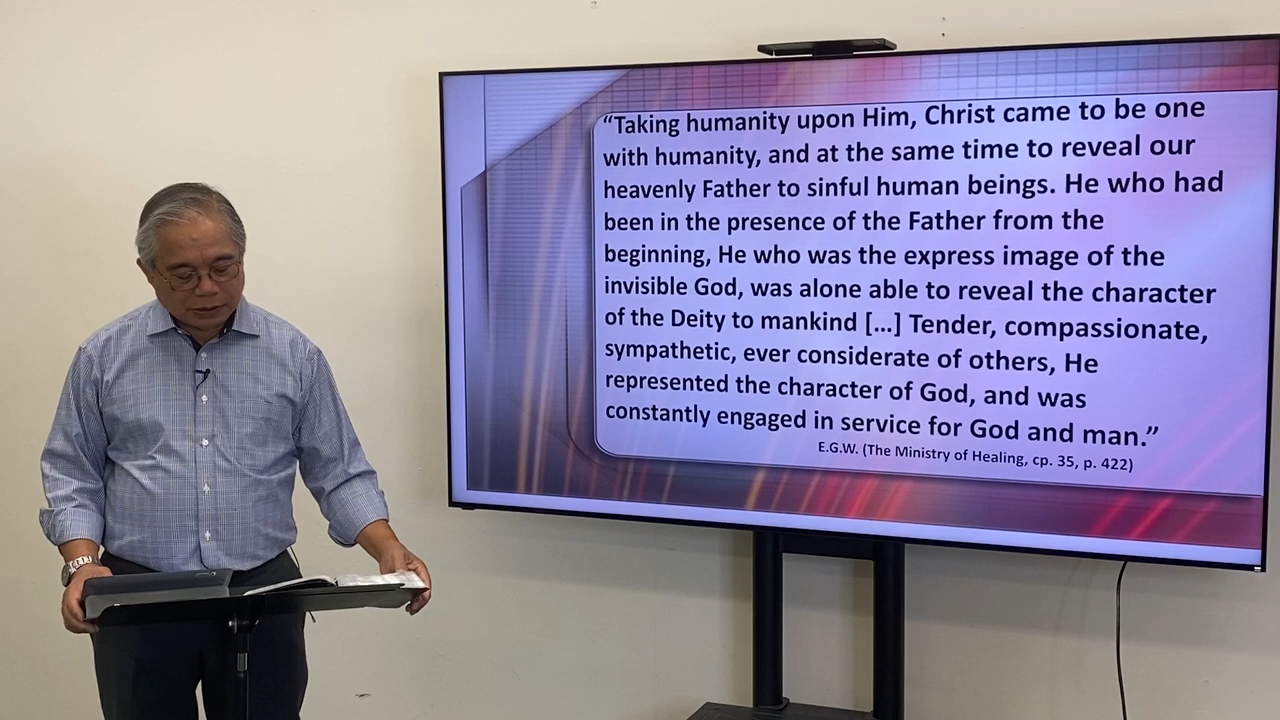 “Taking humanity upon Him, Christ came to be one
with humanity, and at the same time to reveal our
heavenly Father to sinful human beings. He who had
been in the presence of the Father from the
beginning, He who was the express image of the
invisible God, was alone able to reveal the character
of the Deity to mankind [...] Tender, compassionate,
sympathetic, ever considerate of others, He
represented the character of God, and was
constantly engaged in service for God and man.”
E.G.W. (The Ministry of Healing, cp. 35, p. 422)